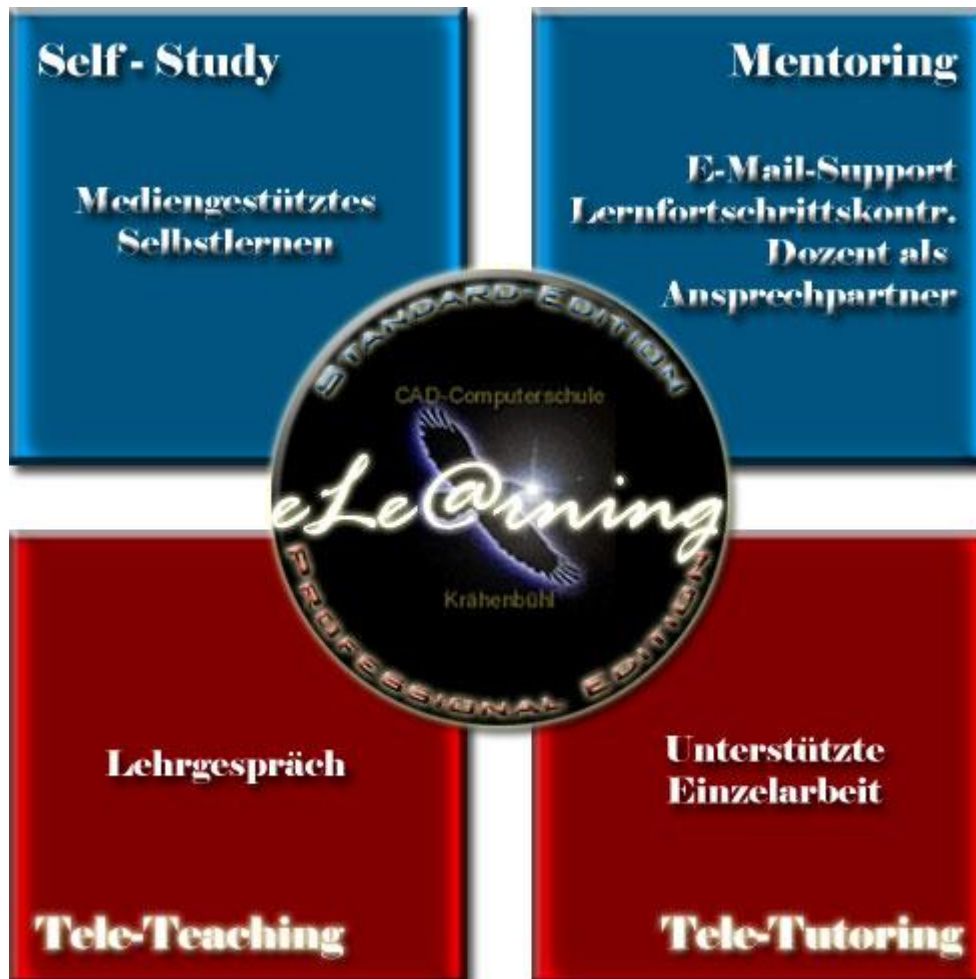 Self - Study
Mediengestütztes
Selbstlernen
Mentoring
E-Mail-Support
Lernfortschrittskontr.
Dozent als
Ansprechpartner
STANDARD-EDITION
CAD-Computerschule
eLe@rning
Krähenbühl
PROFESSIONAL EDITION
Lehrgespräch
Tele-Teaching
Unterstützte
Einzelarbeit
Tele-Tutoring